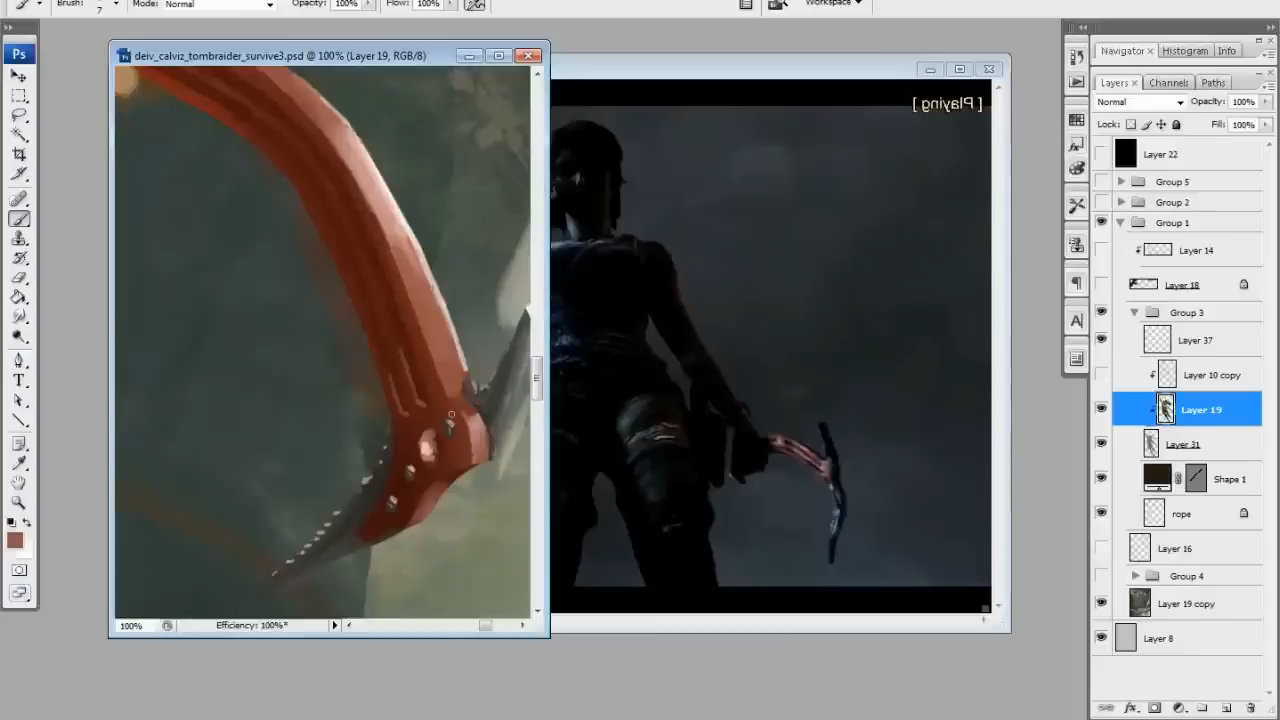 Brush:
7
Mode:
Normal
Opacity:
100%
Flow:
100%
Workspace
Ps
deiv_calviz_tombraider_survive3.psd @ 100% (Layer 19, RGB/8)
[ Playing ]
Navigator
Histogram
Info
Layers
Channels
Paths
Normal
Opacity:
100%
Lock:
Fill:
100%
Layer 22
Group 5
Group 2
Group 1
Layer 14
Layer 18
Group 3
Layer 37
Layer 10 copy
Layer 19
Layer 31
Shape 1
rope
Layer 16
Group 4
Layer 19 copy
Layer 8
100%
Efficiency: 100%*